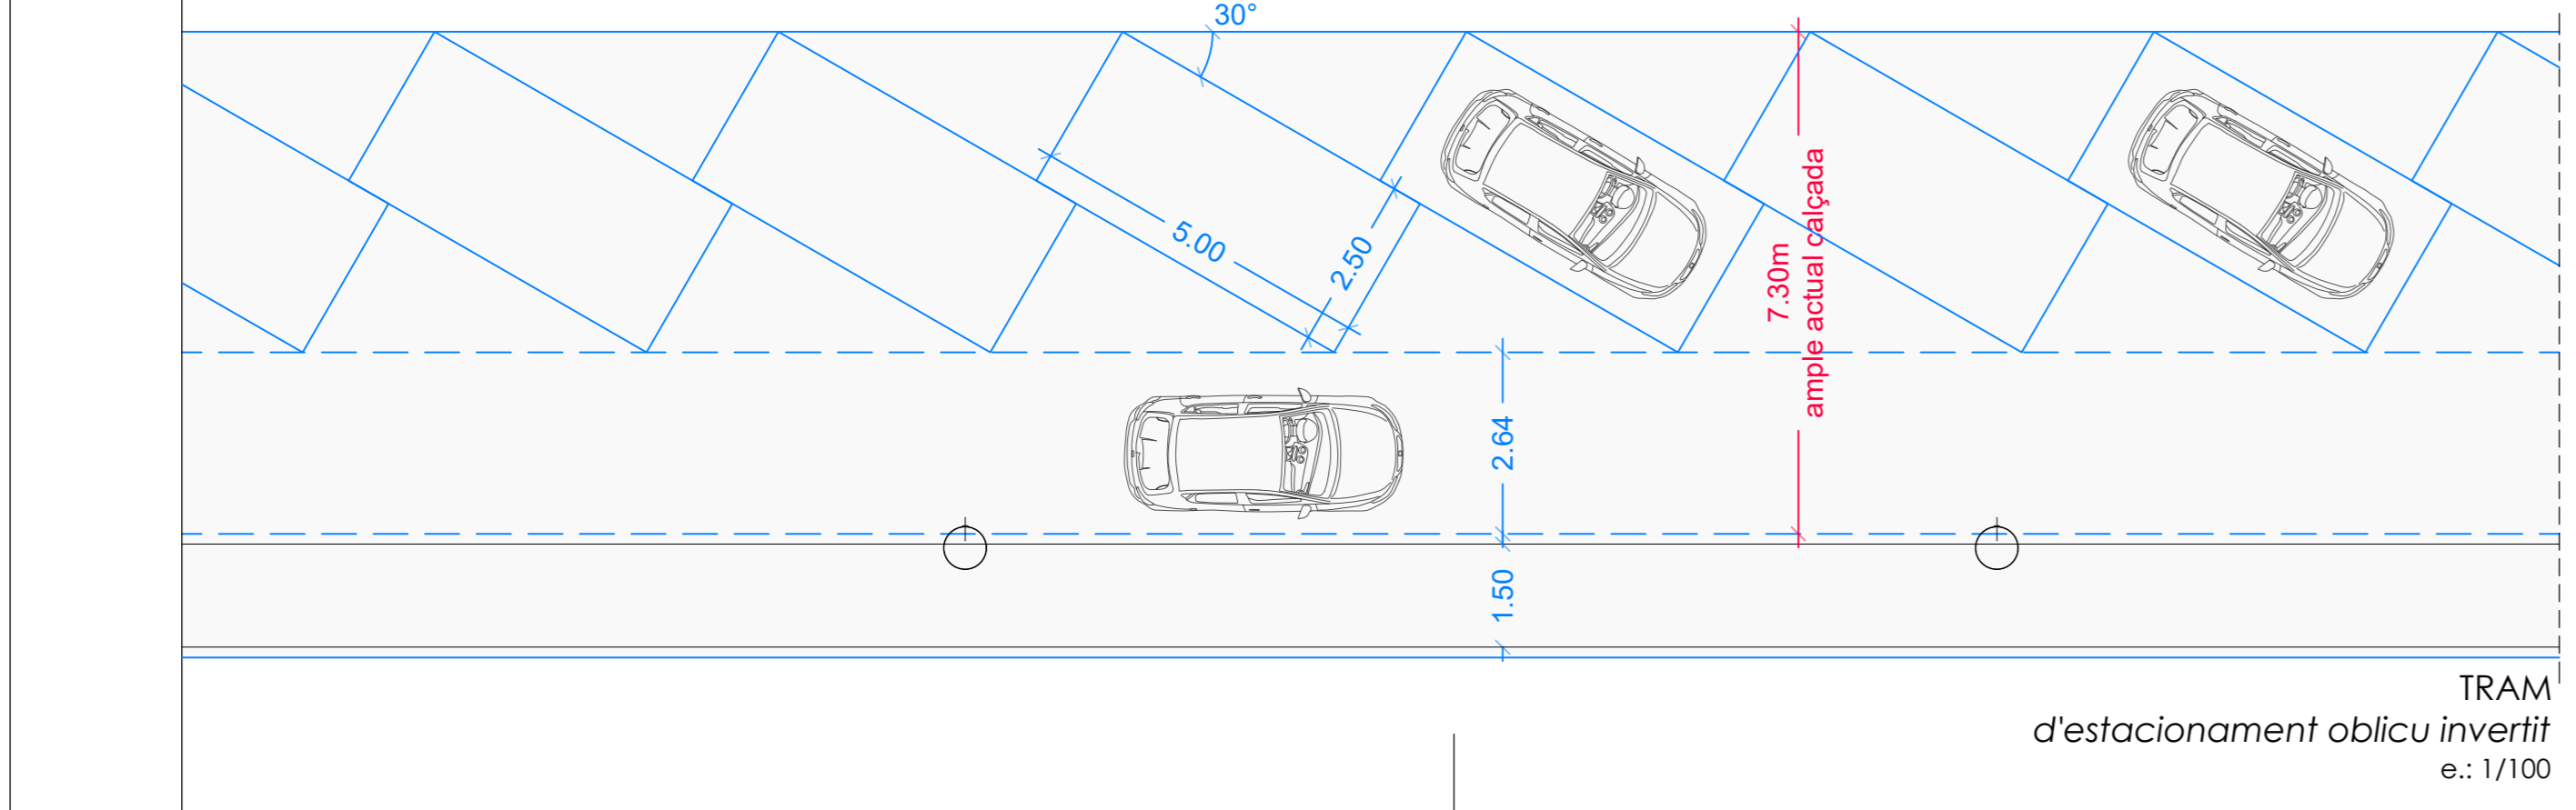 30°
5.00
2.50
7.30m
ample actual calçada
2.64
1.50
TRAM
d'estacionament oblicu invertit
e.: 1/100